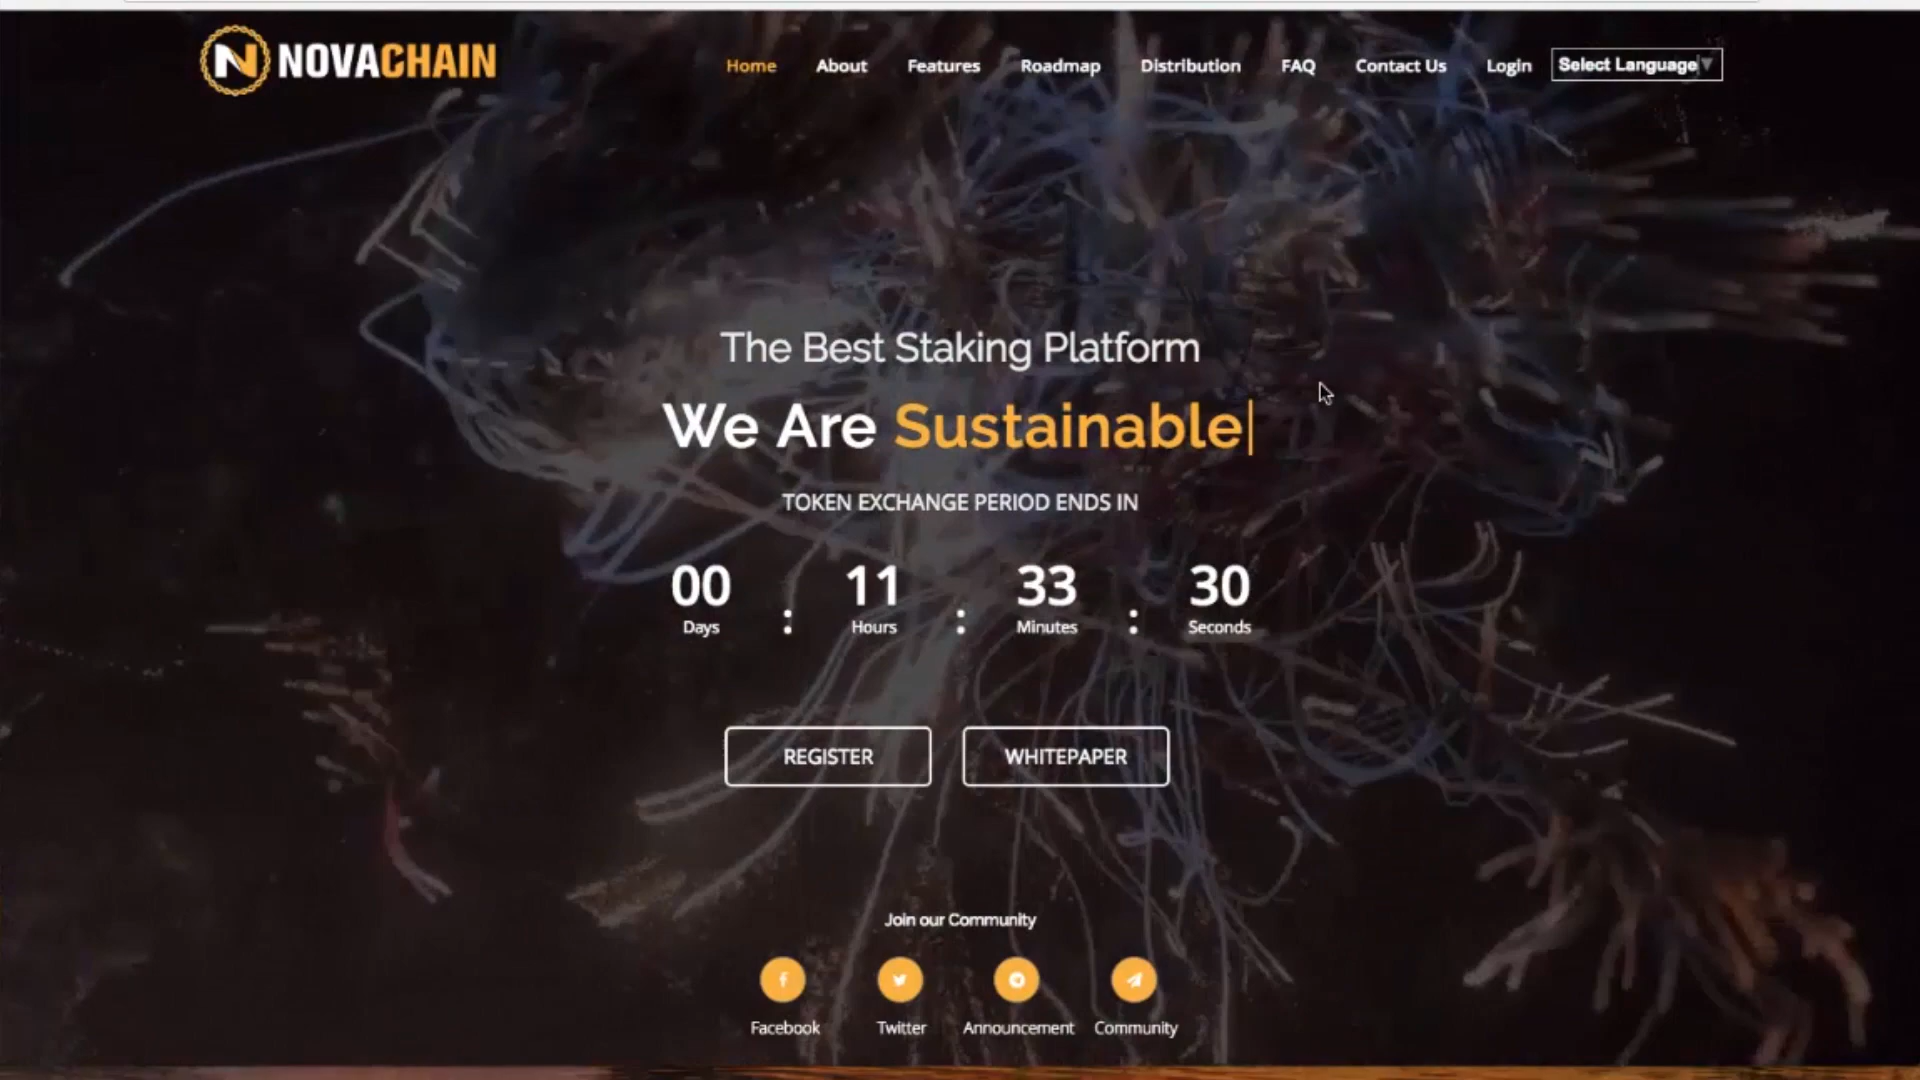 NOVACHAIN
Home About Features Roadmap Distribution FAQ Contact Us Login Select Language
The Best Staking Platform
We Are Sustainable
TOKEN EXCHANGE PERIOD ENDS IN
00 : 11 : 33 : 30
Days Hours Minutes Seconds
REGISTER WHITEPAPER
Join our Community
Facebook Twitter Announcement Community